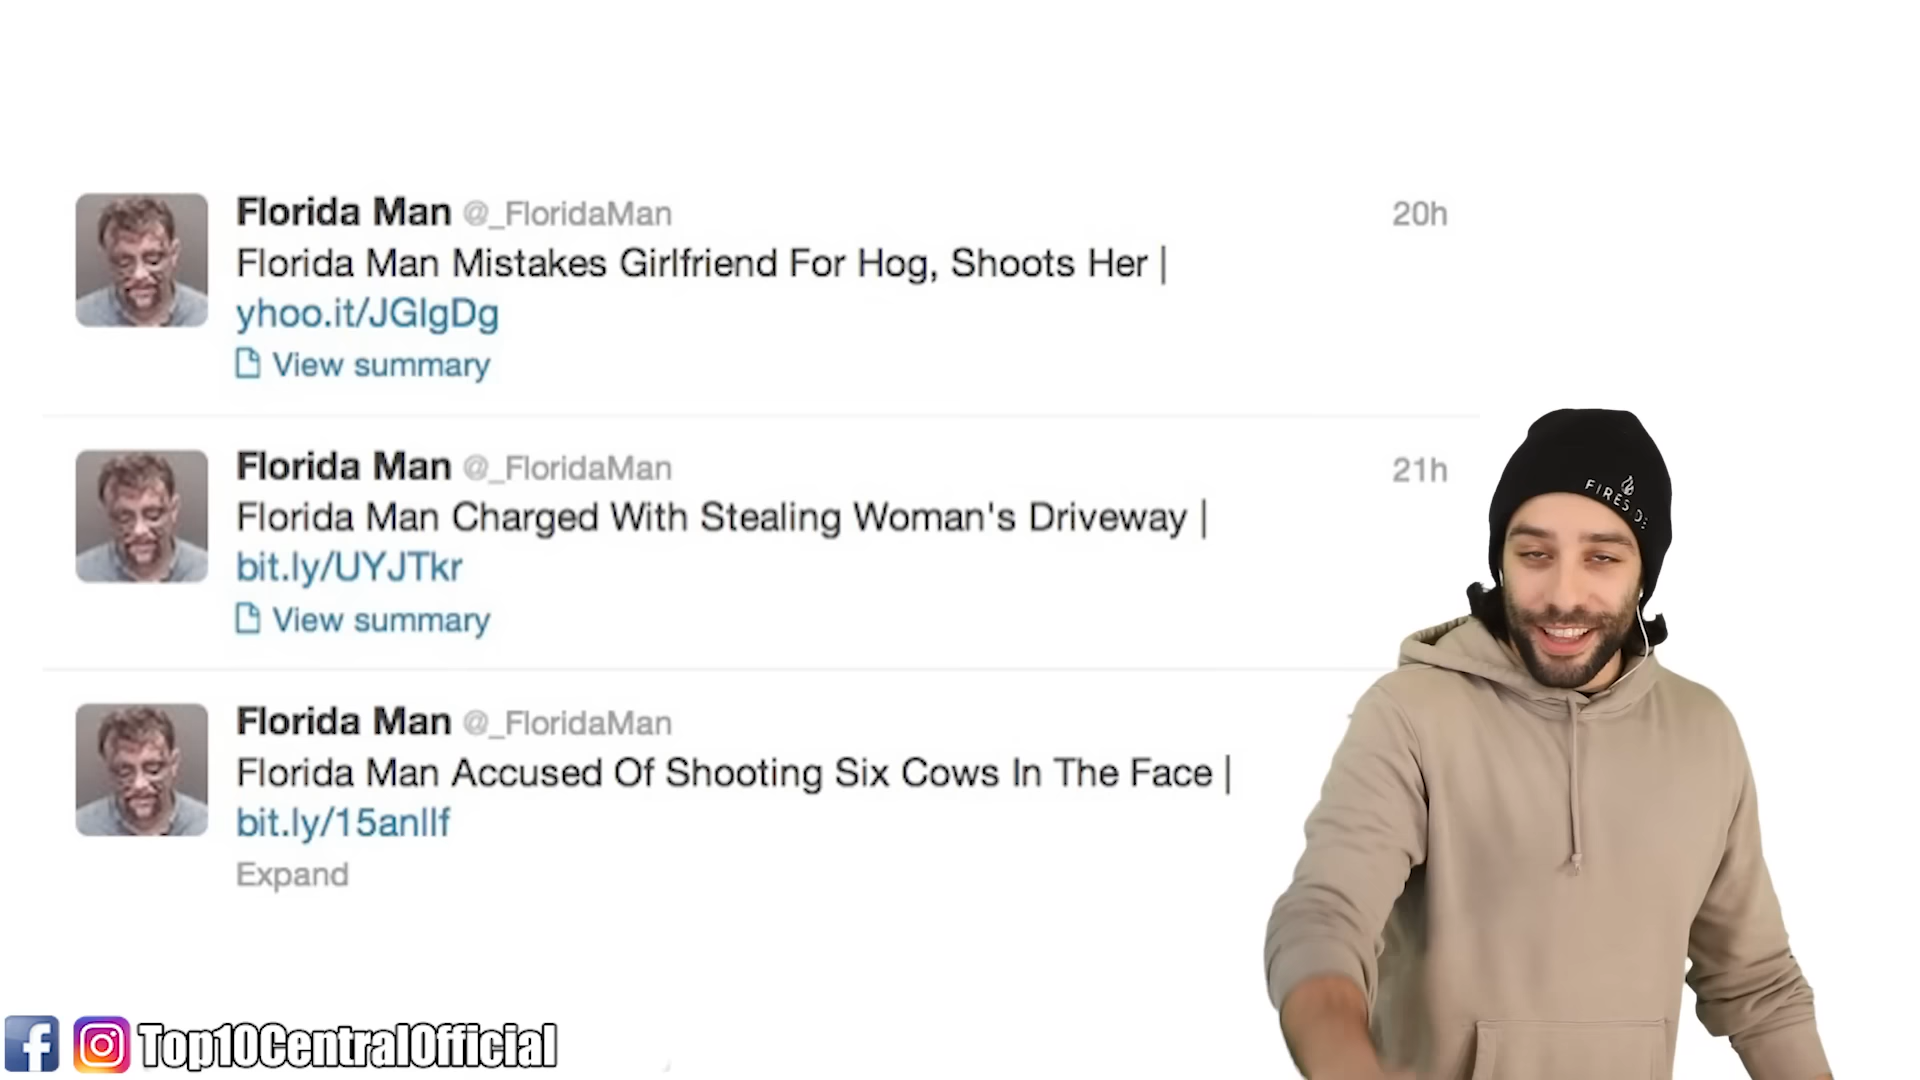 Florida Man @_FloridaMan 20h
Florida Man Mistakes Girlfriend For Hog, Shoots Her |
yhoo.it/JGIgDg
View summary
Florida Man @_FloridaMan 21h
Florida Man Charged With Stealing Woman's Driveway |
bit.ly/UYJTkr
View summary
Florida Man @_FloridaMan
Florida Man Accused Of Shooting Six Cows In The Face |
bit.ly/15anllf
Expand
FIRESIDE
Top10CentralOfficial